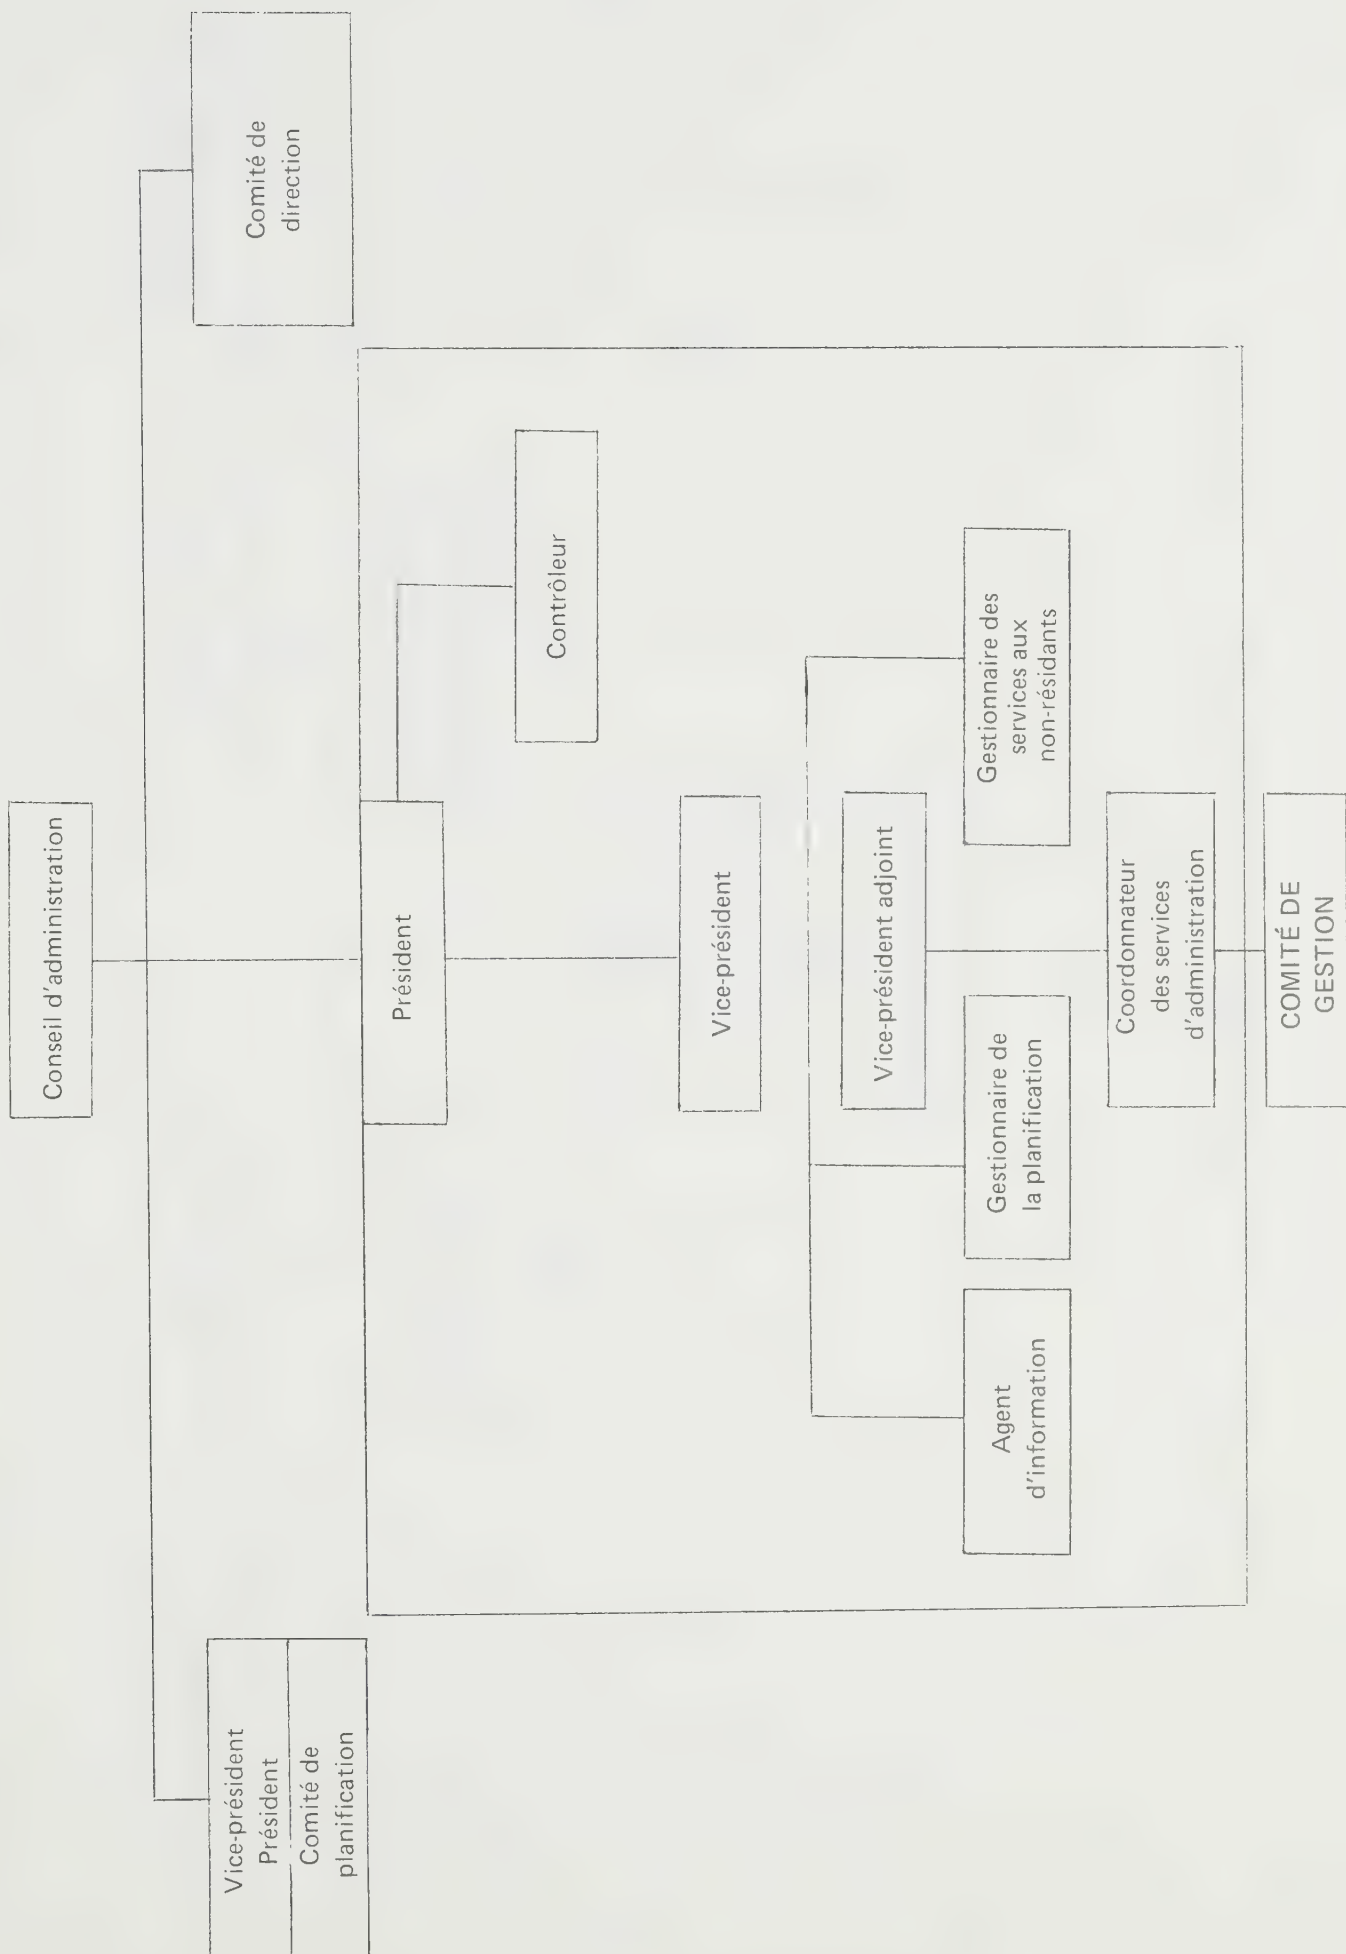 Conseil d'administration
Vice-président
Président
Comité de
planification
Comité de
direction
Président
Contrôleur
Vice-président
Vice-président adjoint
Agent
d'information
Gestionnaire de
la planification
Gestionnaire des
services aux
non-résidants
Coordonnateur
des services
d'administration
COMITÉ DE
GESTION